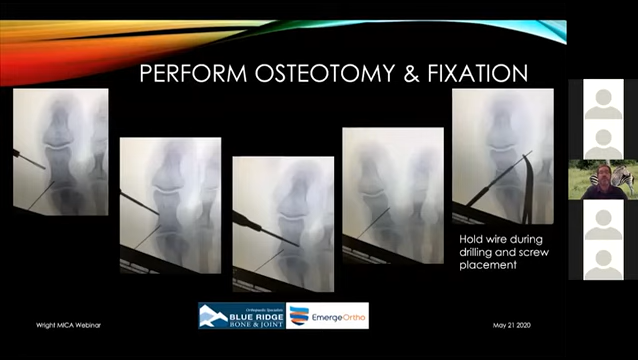 PERFORM OSTEOTOMY & FIXATION
Hold wire during
drilling and screw
placement
Orthopaedic Specialists
BLUE RIDGE
BONE & JOINT
EmergeOrtho
Wright MICA Webinar
May 21 2020